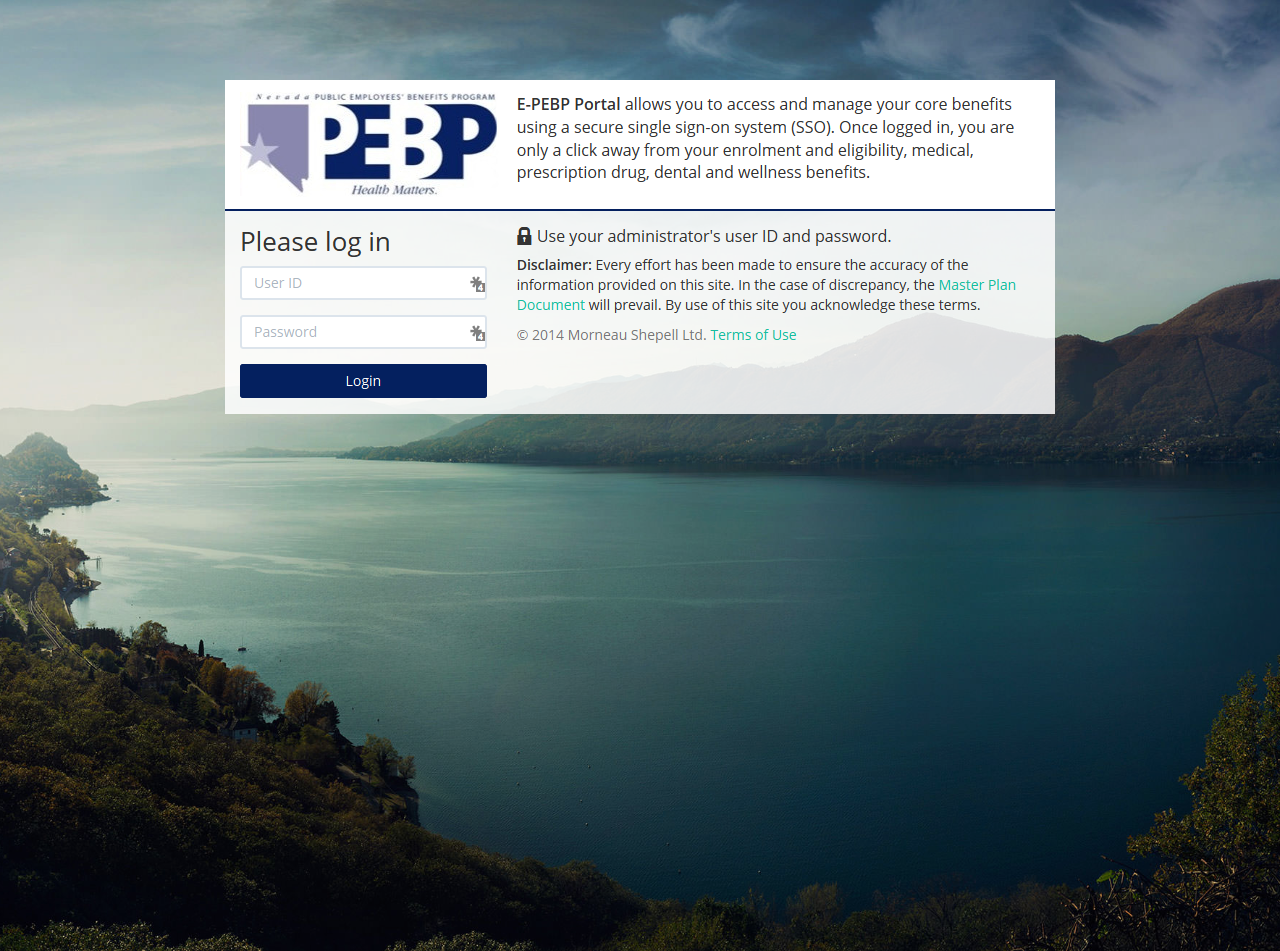 Nevada PUBLIC EMPLOYEES' BENEFITS PROGRAM
PEBP
Health Matters.
E-PEBP Portal allows you to access and manage your core benefits
using a secure single sign-on system (SSO). Once logged in, you are
only a click away from your enrolment and eligibility, medical,
prescription drug, dental and wellness benefits.
Please log in
User ID
4
Password
4
Login
Use your administrator's user ID and password.
Disclaimer: Every effort has been made to ensure the accuracy of the
information provided on this site. In the case of discrepancy, the Master Plan
Document will prevail. By use of this site you acknowledge these terms.
© 2014 Morneau Shepell Ltd. Terms of Use